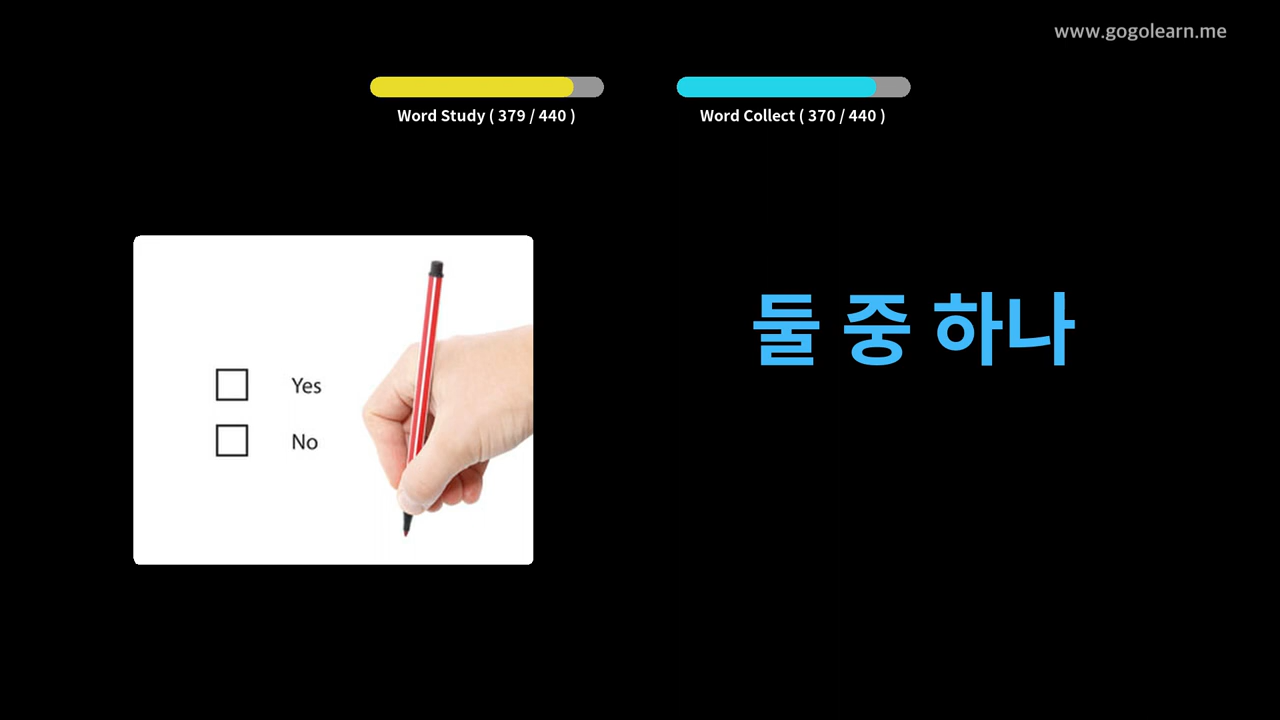 www.gogolearn.me
Word Study ( 379 / 440 )
Word Collect ( 370 / 440 )
Yes
No
둘 중 하나